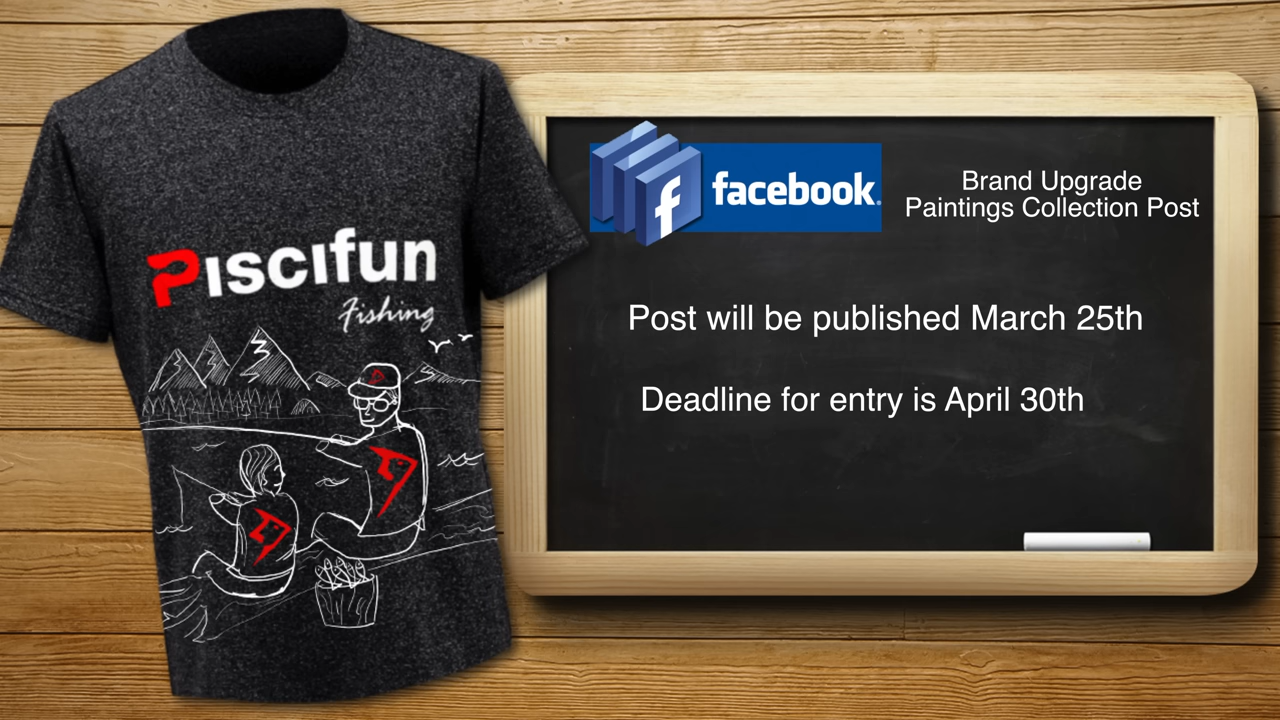 Piscifun
Fishing
facebook.
Brand Upgrade
Paintings Collection Post
Post will be published March 25th
Deadline for entry is April 30th